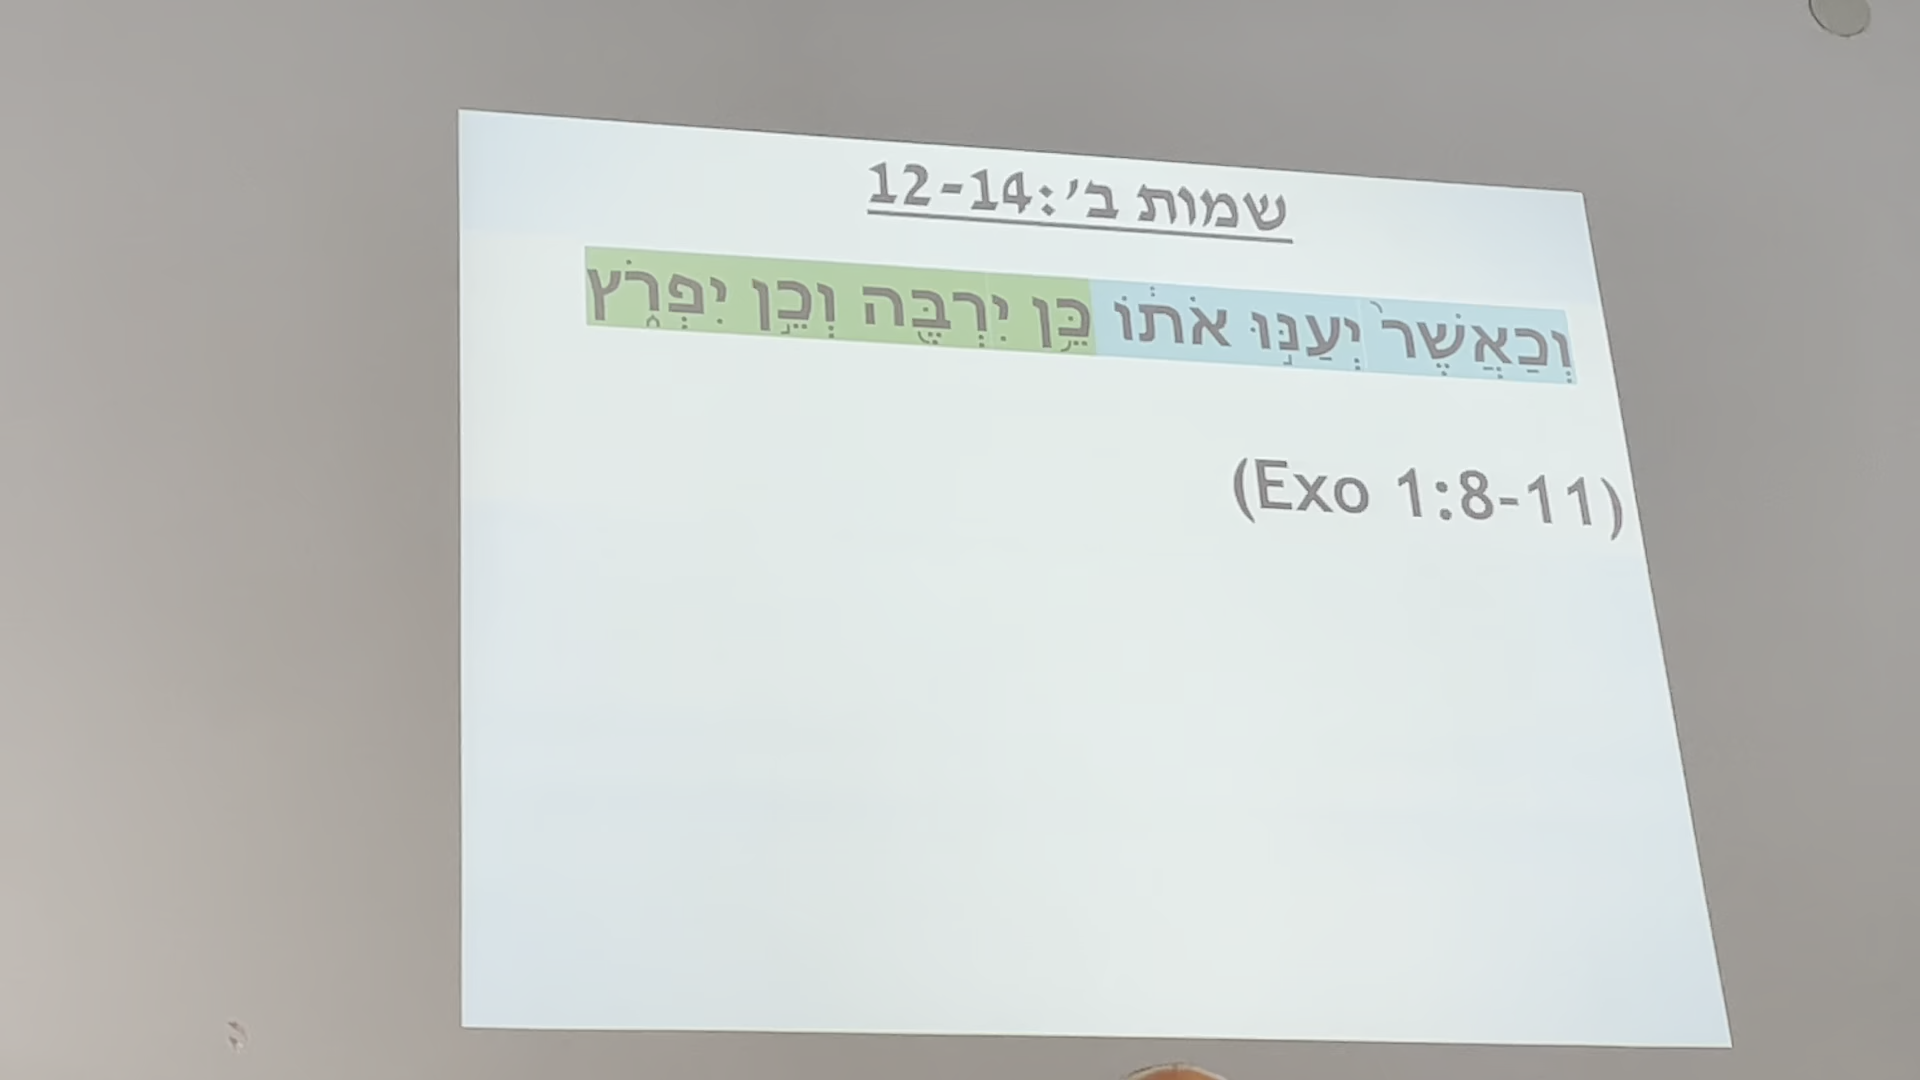 שמות ב':12-14
וְכַאֲשֶׁר֙ יְעַנּ֣וּ אֹת֔וֹ כֵּ֥ן יִרְבֶּ֖ה וְכֵ֣ן יִפְרֹ֑ץ
(Exo 1:8-11)